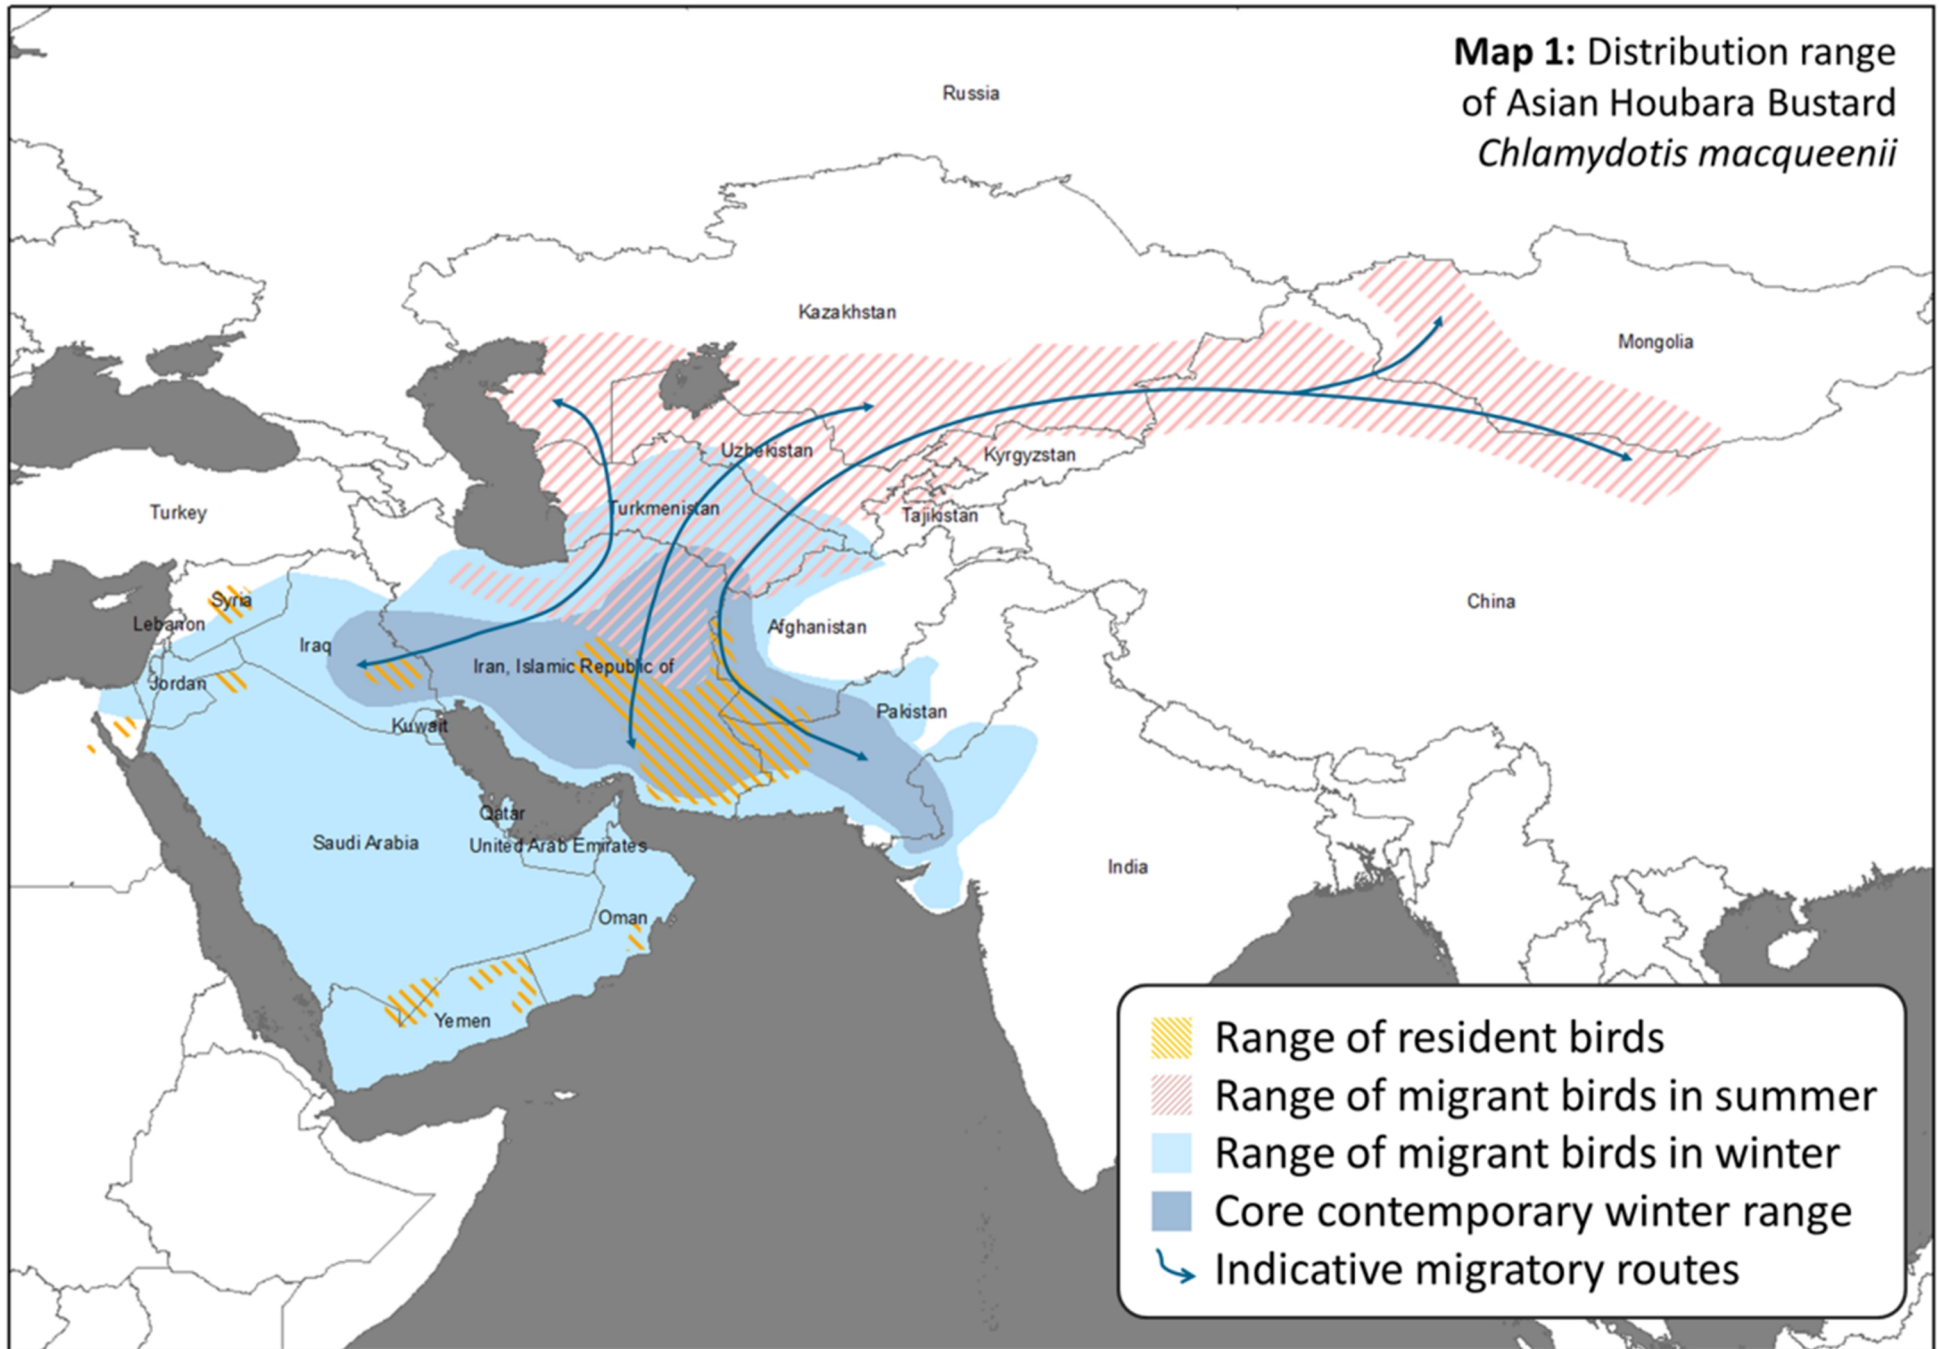 Map 1: Distribution range
of Asian Houbara Bustard
Chlamydotis macqueenii
Russia
Kazakhstan
Mongolia
Uzbekistan
Kyrgyzstan
Turkmenistan
Tajikistan
Turkey
Syria
Lebanon
China
Afghanistan
Iraq
Iran, Islamic Republic of
Jordan
Pakistan
Kuwait
Qatar
Saudi Arabia
United Arab Emirates
India
Oman
Yemen
Range of resident birds
Range of migrant birds in summer
Range of migrant birds in winter
Core contemporary winter range
Indicative migratory routes